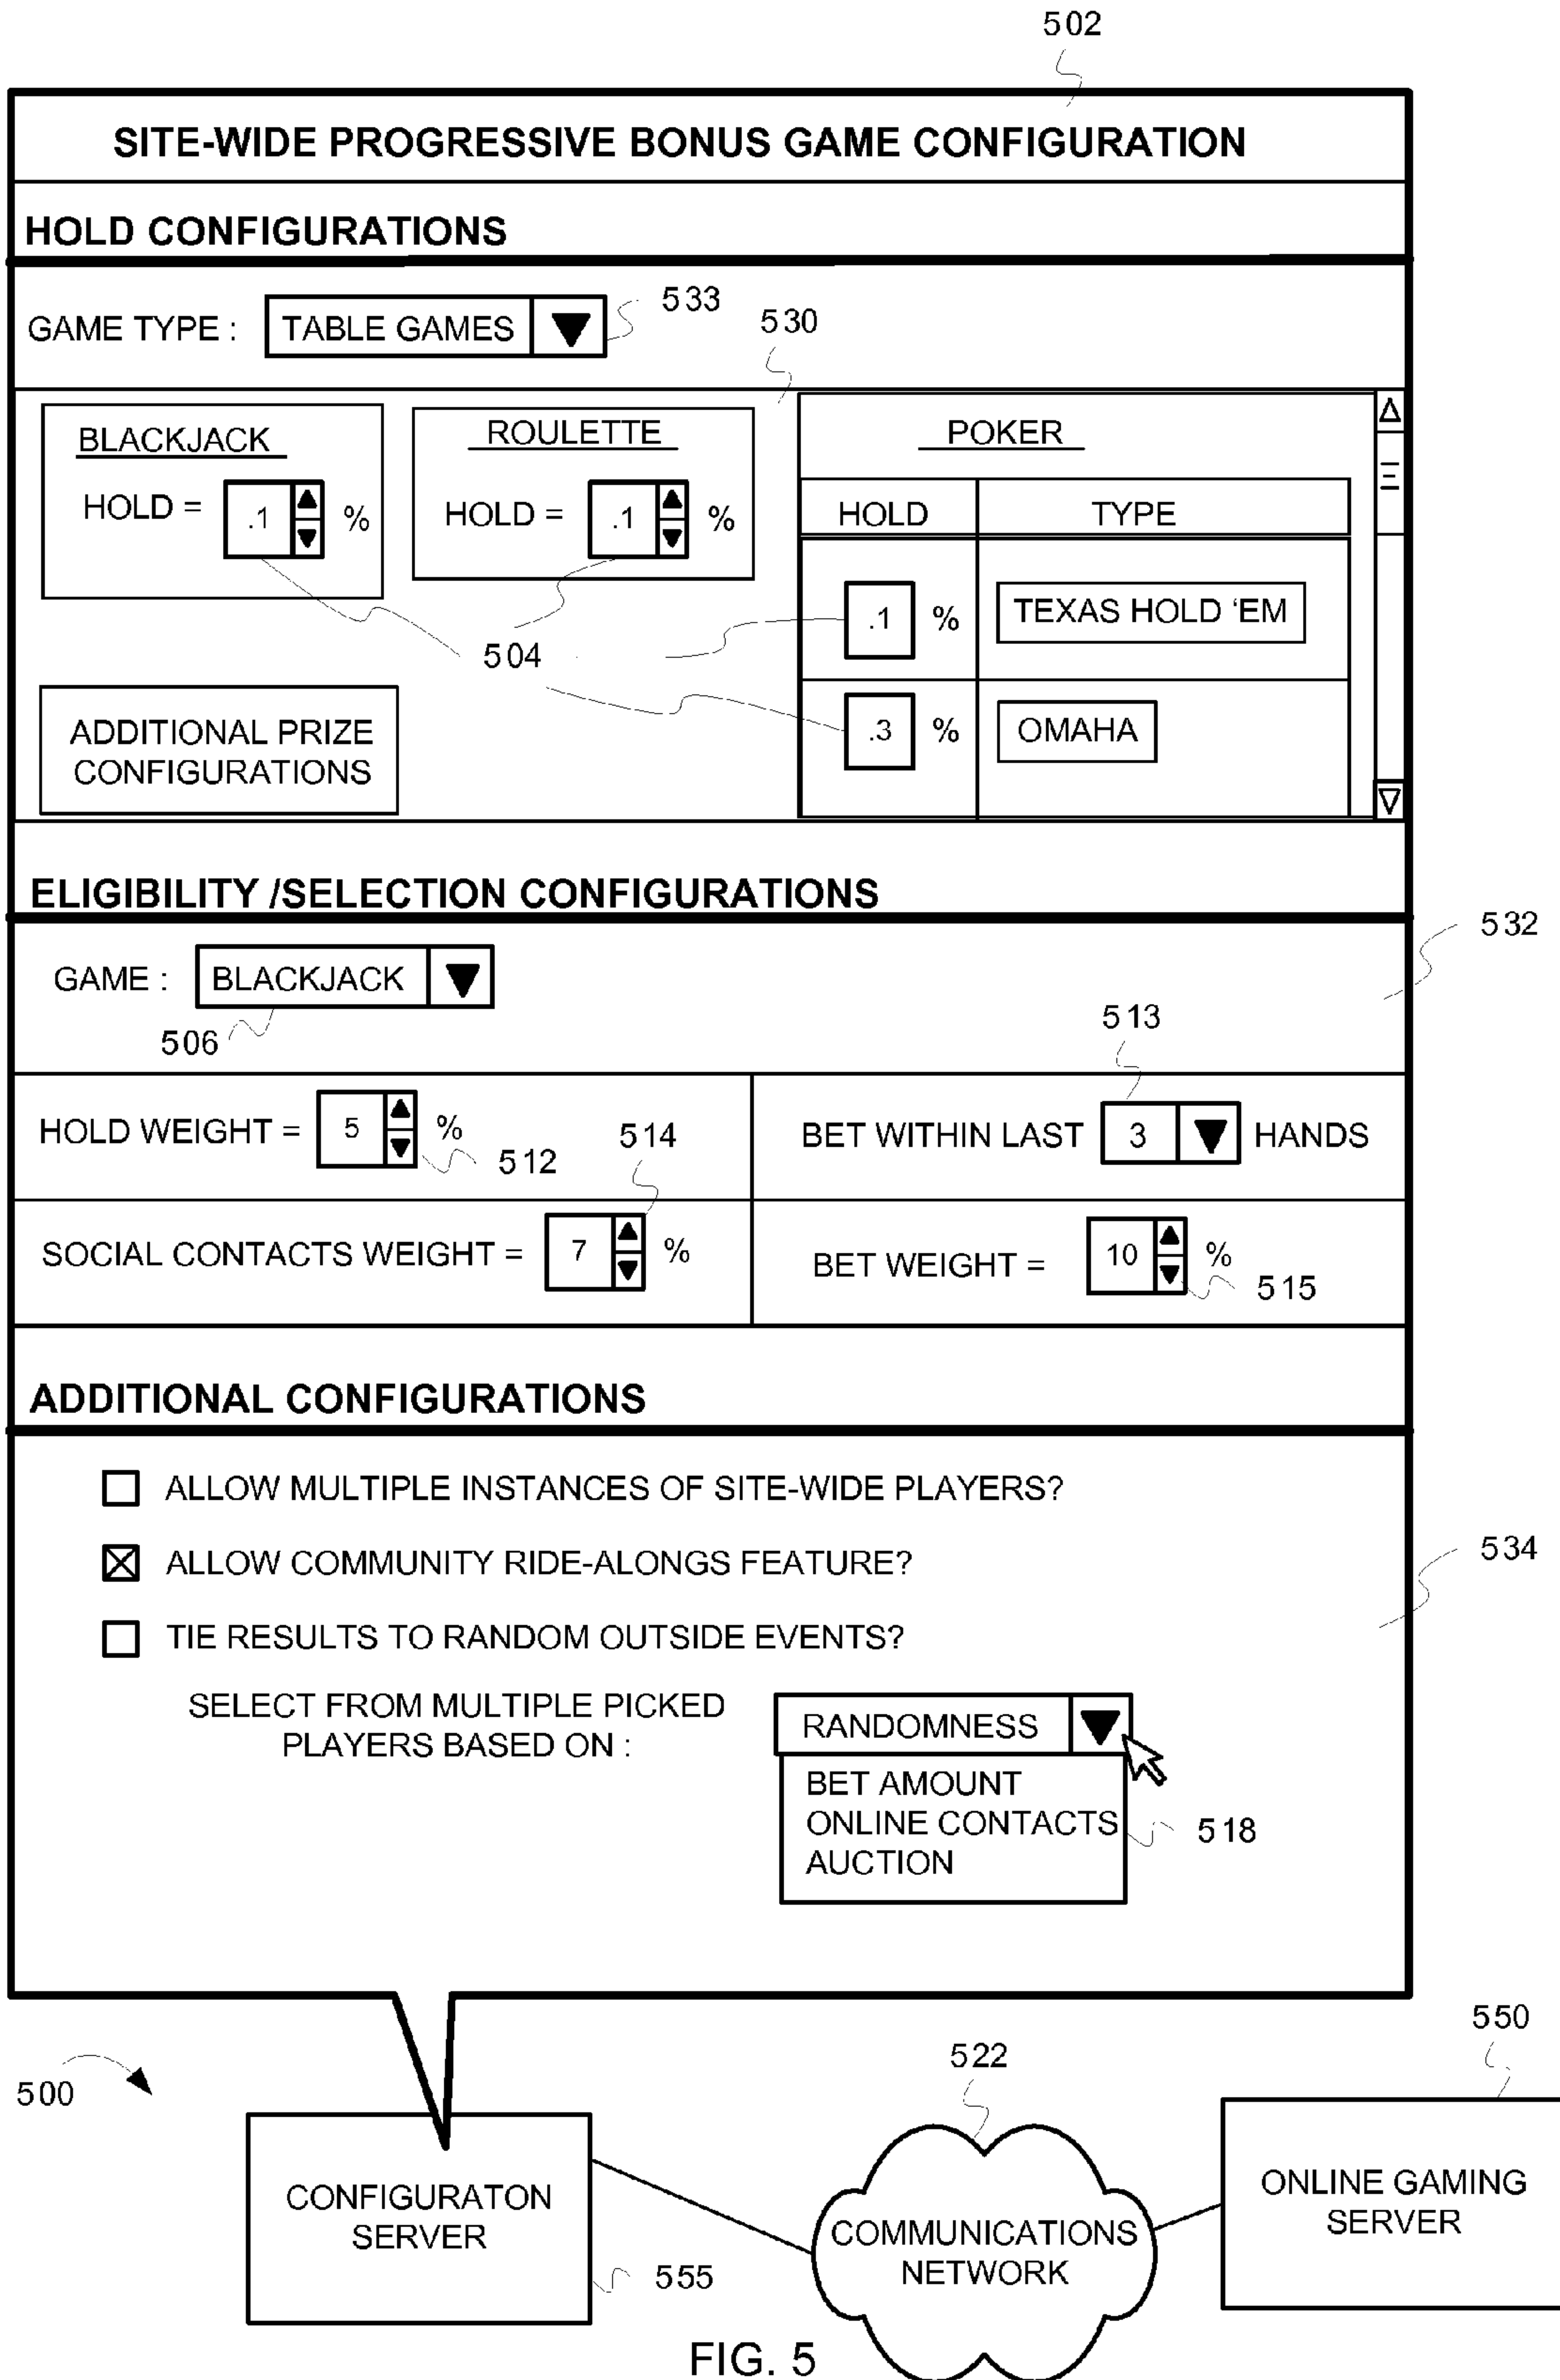 502
SITE-WIDE PROGRESSIVE BONUS GAME CONFIGURATION
HOLD CONFIGURATIONS
GAME TYPE : TABLE GAMES
533
530
BLACKJACK
HOLD = .1 %
ROULETTE
HOLD = .1 %
POKER
HOLD TYPE
.1 % TEXAS HOLD ‘EM
.3 % OMAHA
504
ADDITIONAL PRIZE
CONFIGURATIONS
ELIGIBILITY /SELECTION CONFIGURATIONS
532
GAME : BLACKJACK
506
513
HOLD WEIGHT = 5 %
512
514
BET WITHIN LAST 3 HANDS
SOCIAL CONTACTS WEIGHT = 7 %
BET WEIGHT = 10 %
515
ADDITIONAL CONFIGURATIONS
ALLOW MULTIPLE INSTANCES OF SITE-WIDE PLAYERS?
ALLOW COMMUNITY RIDE-ALONGS FEATURE?
534
TIE RESULTS TO RANDOM OUTSIDE EVENTS?
SELECT FROM MULTIPLE PICKED
PLAYERS BASED ON :
RANDOMNESS
BET AMOUNT
ONLINE CONTACTS
AUCTION
518
500
522
550
CONFIGURATON
SERVER
555
COMMUNICATIONS
NETWORK
ONLINE GAMING
SERVER
FIG. 5